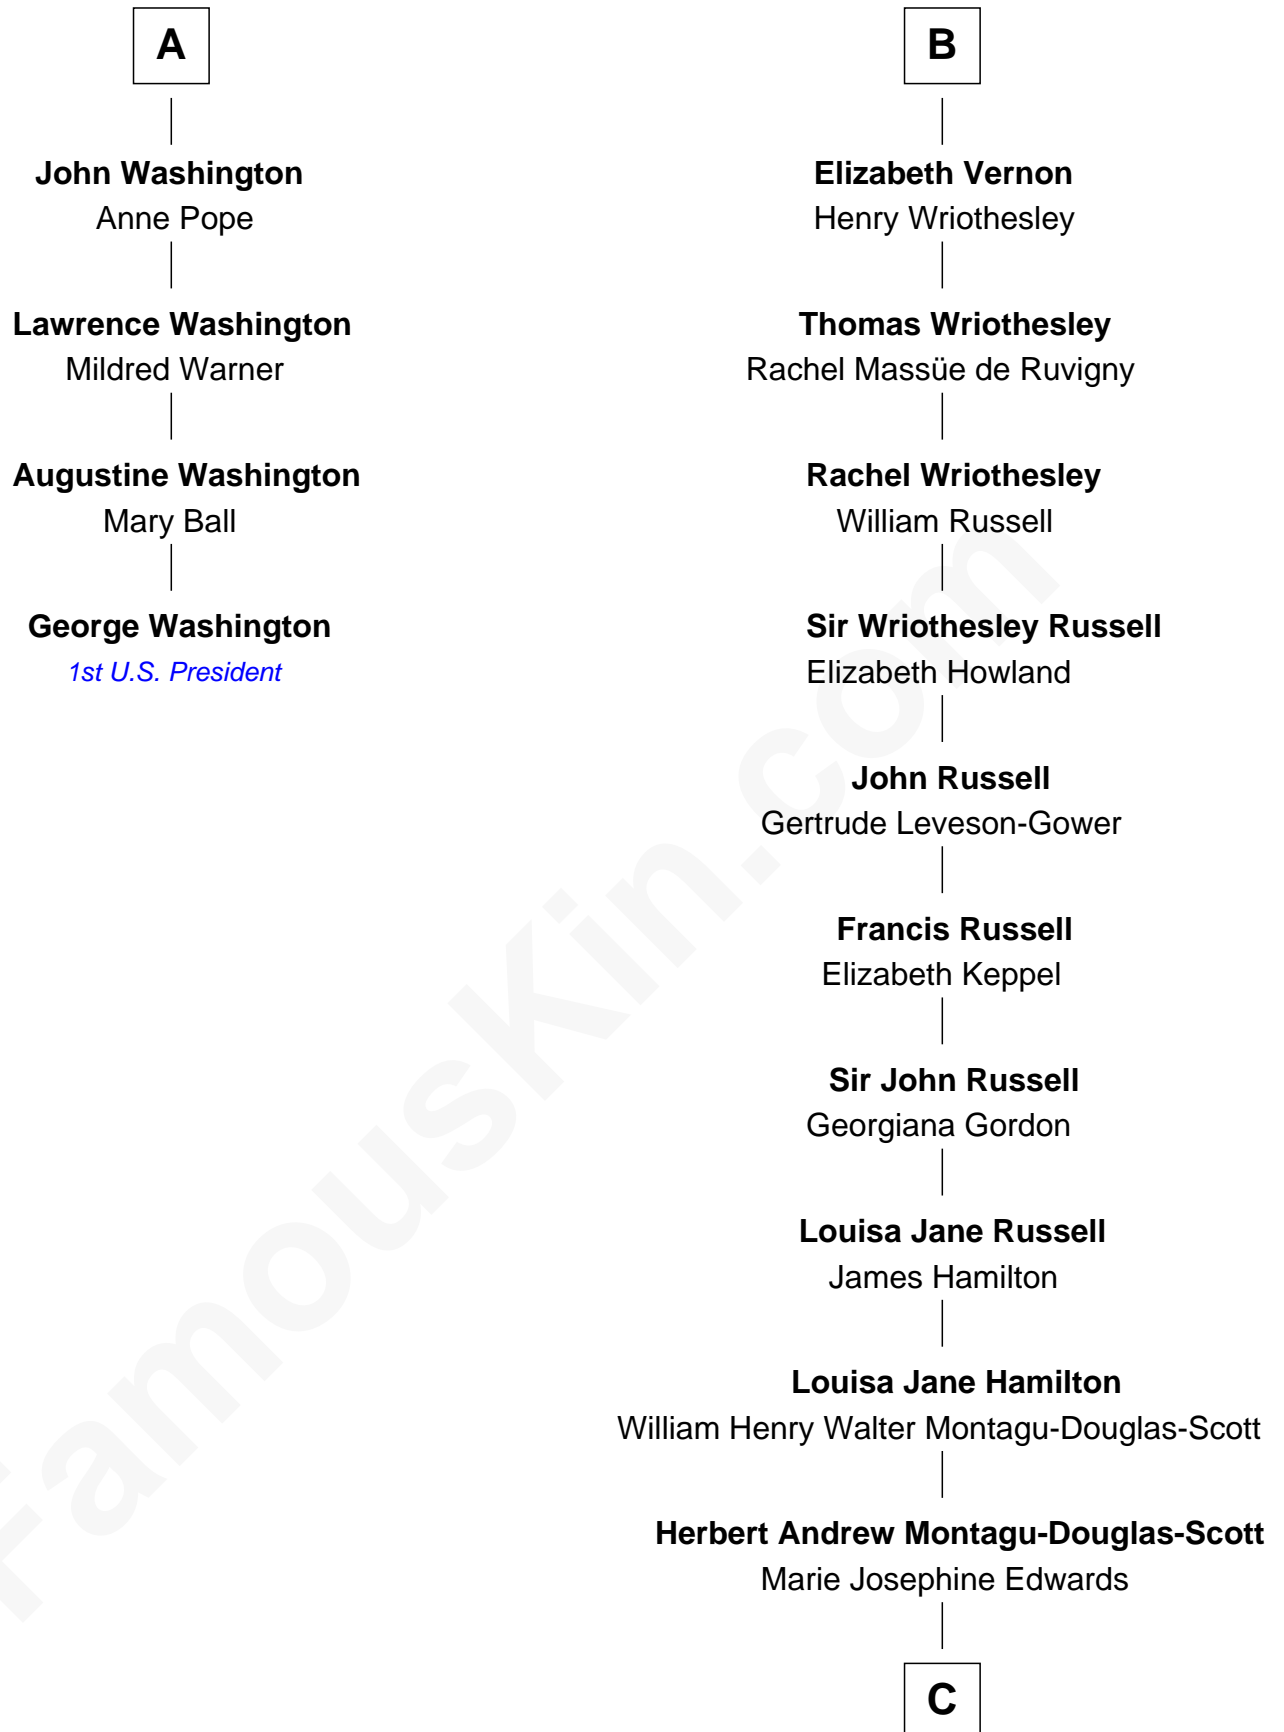 A
John Washington
Anne Pope
Lawrence Washington
Mildred Warner
Augustine Washington
Mary Ball
George Washington
1st U.S. President
B
Elizabeth Vernon
Henry Wriothesley
Thomas Wriothesley
Rachel Massüe de Ruvigny
Rachel Wriothesley
William Russell
Sir Wriothesley Russell
Elizabeth Howland
John Russell
Gertrude Leveson-Gower
Francis Russell
Elizabeth Keppel
Sir John Russell
Georgiana Gordon
Louisa Jane Russell
James Hamilton
Louisa Jane Hamilton
William Henry Walter Montagu-Douglas-Scott
Herbert Andrew Montagu-Douglas-Scott
Marie Josephine Edwards
C
FamousKin.com